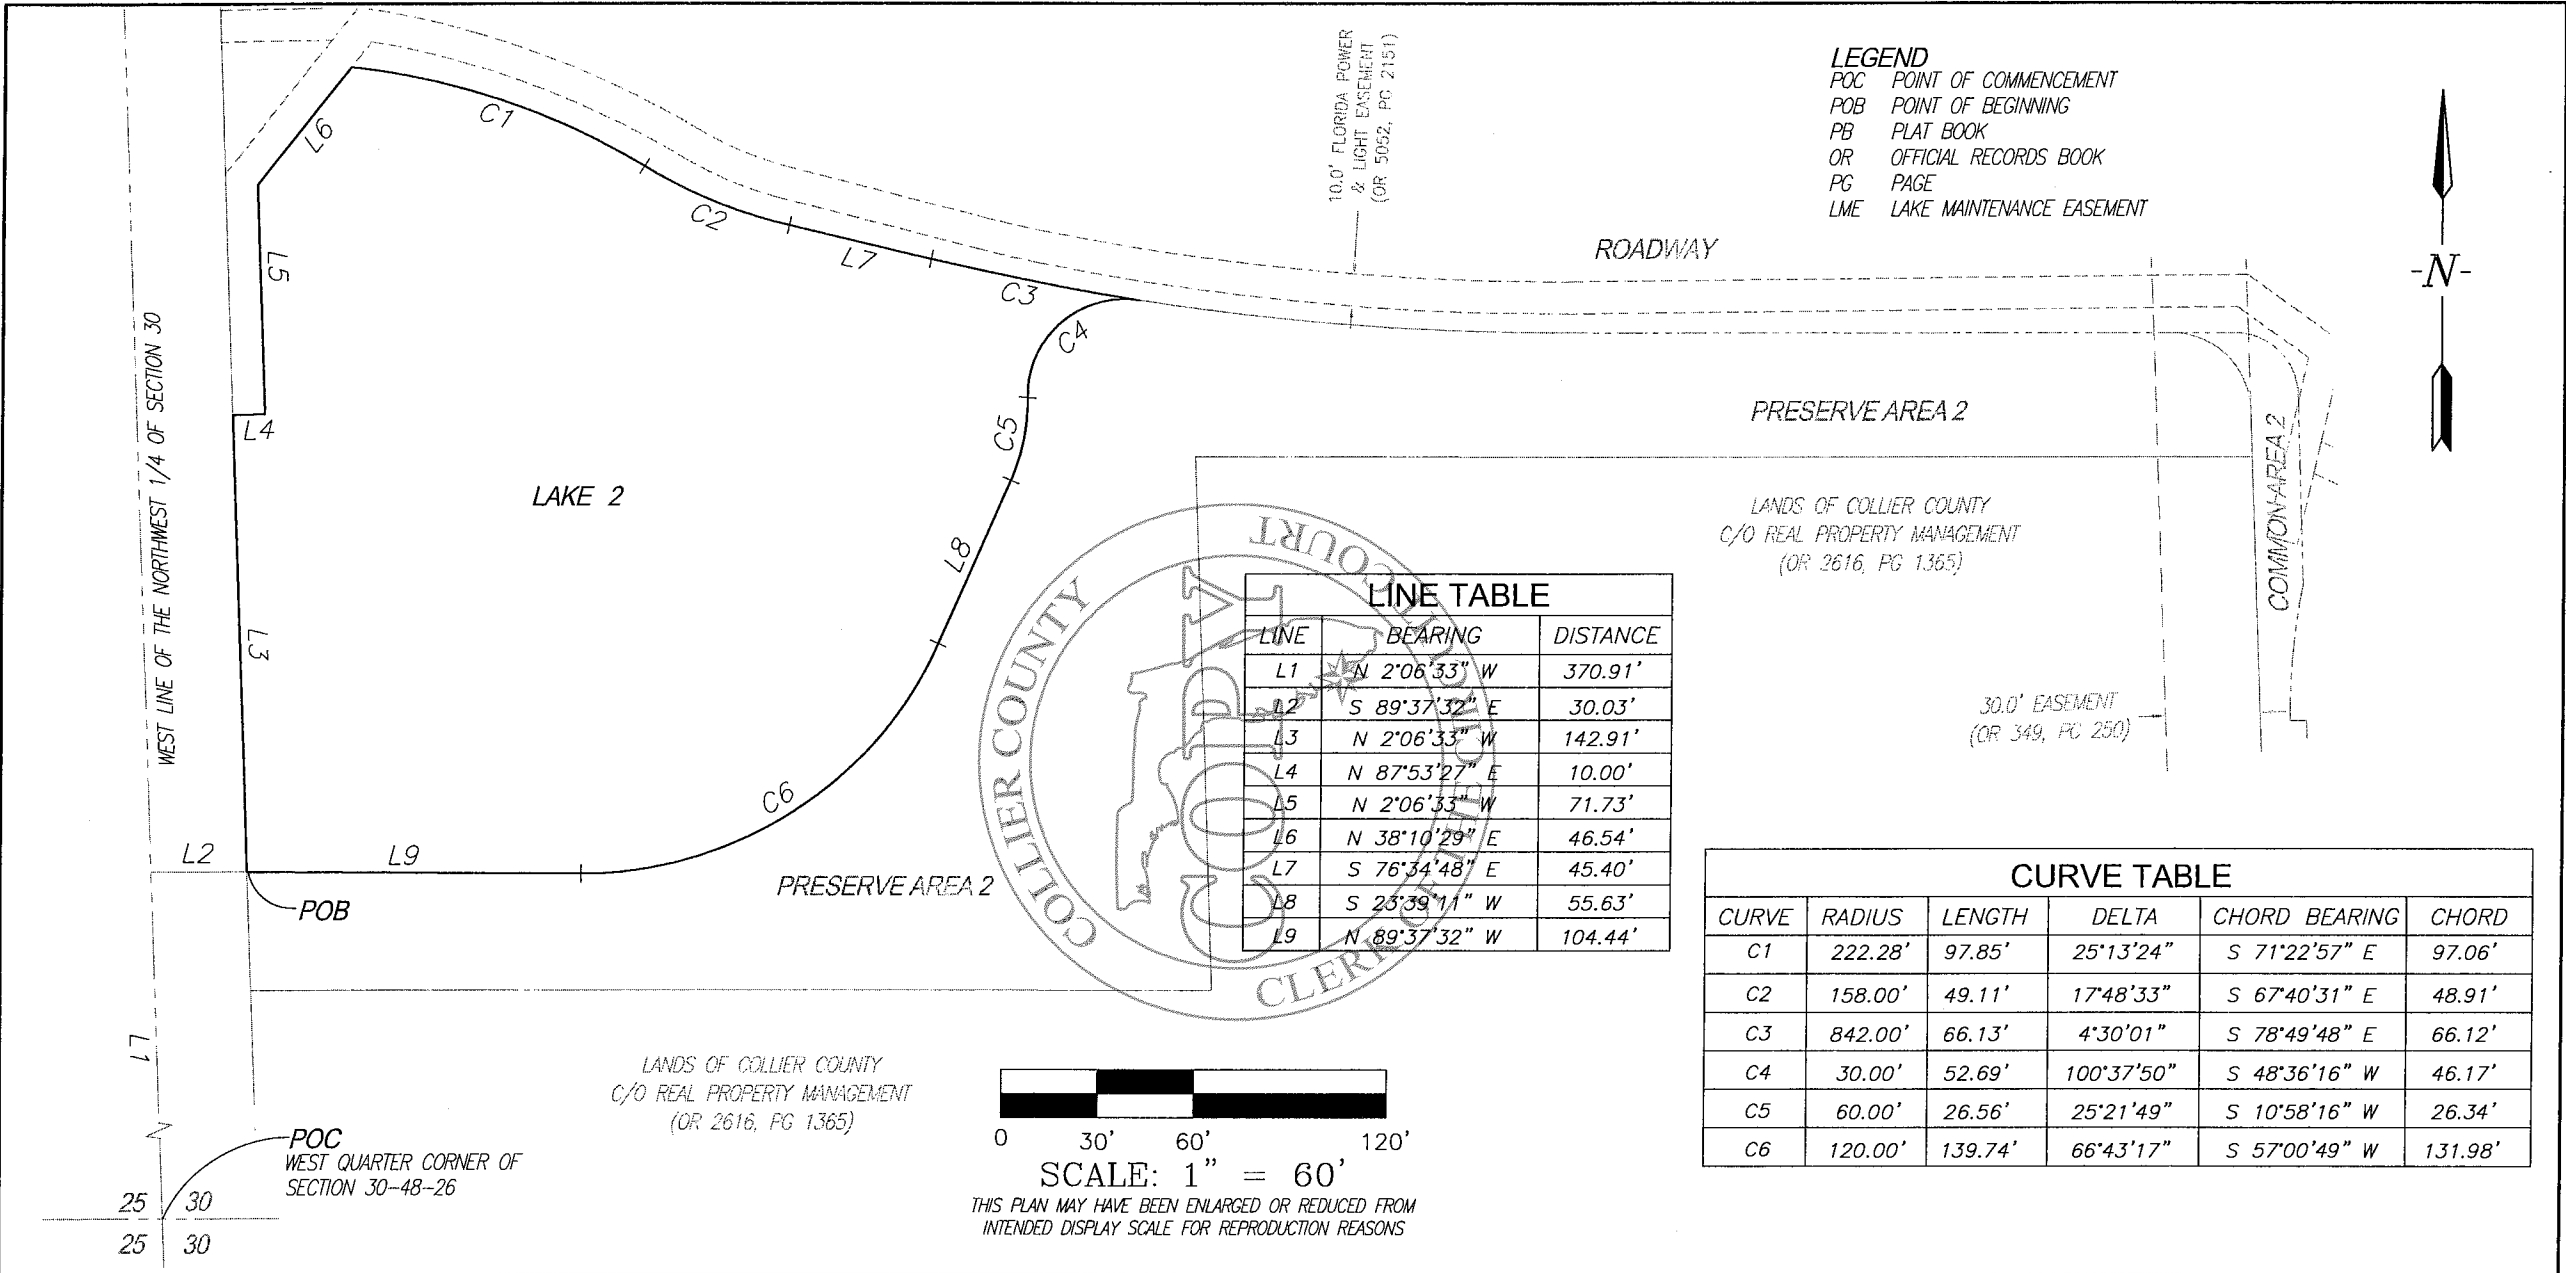 LEGEND
POC POINT OF COMMENCEMENT
POB POINT OF BEGINNING
PB PLAT BOOK
OR OFFICIAL RECORDS BOOK
PG PAGE
LME LAKE MAINTENANCE EASEMENT
10.0' FLORIDA POWER
& LIGHT EASEMENT
(OR 5052, PG 2151)
ROADWAY
-N-
C1
L6
C2
L7
C3
C4
L5
L4
C5
L8
L3
C6
L2
L9
L1
WEST LINE OF THE NORTHWEST 1/4 OF SECTION 30
LAKE 2
PRESERVE AREA 2
COMMON AREA 2
LANDS OF COLLIER COUNTY
C/O REAL PROPERTY MANAGEMENT
(OR 2616, PG 1365)
30.0' EASEMENT
(OR 349, PG 250)
POB
PRESERVE AREA 2
COLLIER COUNTY
CLERK OF THE CIRCUIT COURT
COPY
LINE TABLE
LINE BEARING DISTANCE
L1 N 2°06'33" W 370.91'
L2 S 89°37'32" E 30.03'
L3 N 2°06'33" W 142.91'
L4 N 87°53'27" E 10.00'
L5 N 2°06'33" W 71.73'
L6 N 38°10'29" E 46.54'
L7 S 76°34'48" E 45.40'
L8 S 23°39'11" W 55.63'
L9 N 89°37'32" W 104.44'
CURVE TABLE
CURVE RADIUS LENGTH DELTA CHORD BEARING CHORD
C1 222.28' 97.85' 25°13'24" S 71°22'57" E 97.06'
C2 158.00' 49.11' 17°48'33" S 67°40'31" E 48.91'
C3 842.00' 66.13' 4°30'01" S 78°49'48" E 66.12'
C4 30.00' 52.69' 100°37'50" S 48°36'16" W 46.17'
C5 60.00' 26.56' 25°21'49" S 10°58'16" W 26.34'
C6 120.00' 139.74' 66°43'17" S 57°00'49" W 131.98'
LANDS OF COLLIER COUNTY
C/O REAL PROPERTY MANAGEMENT
(OR 2616, PG 1365)
POC
WEST QUARTER CORNER OF
SECTION 30-48-26
25 30
25 30
0 30' 60' 120'
SCALE: 1" = 60'
THIS PLAN MAY HAVE BEEN ENLARGED OR REDUCED FROM
INTENDED DISPLAY SCALE FOR REPRODUCTION REASONS